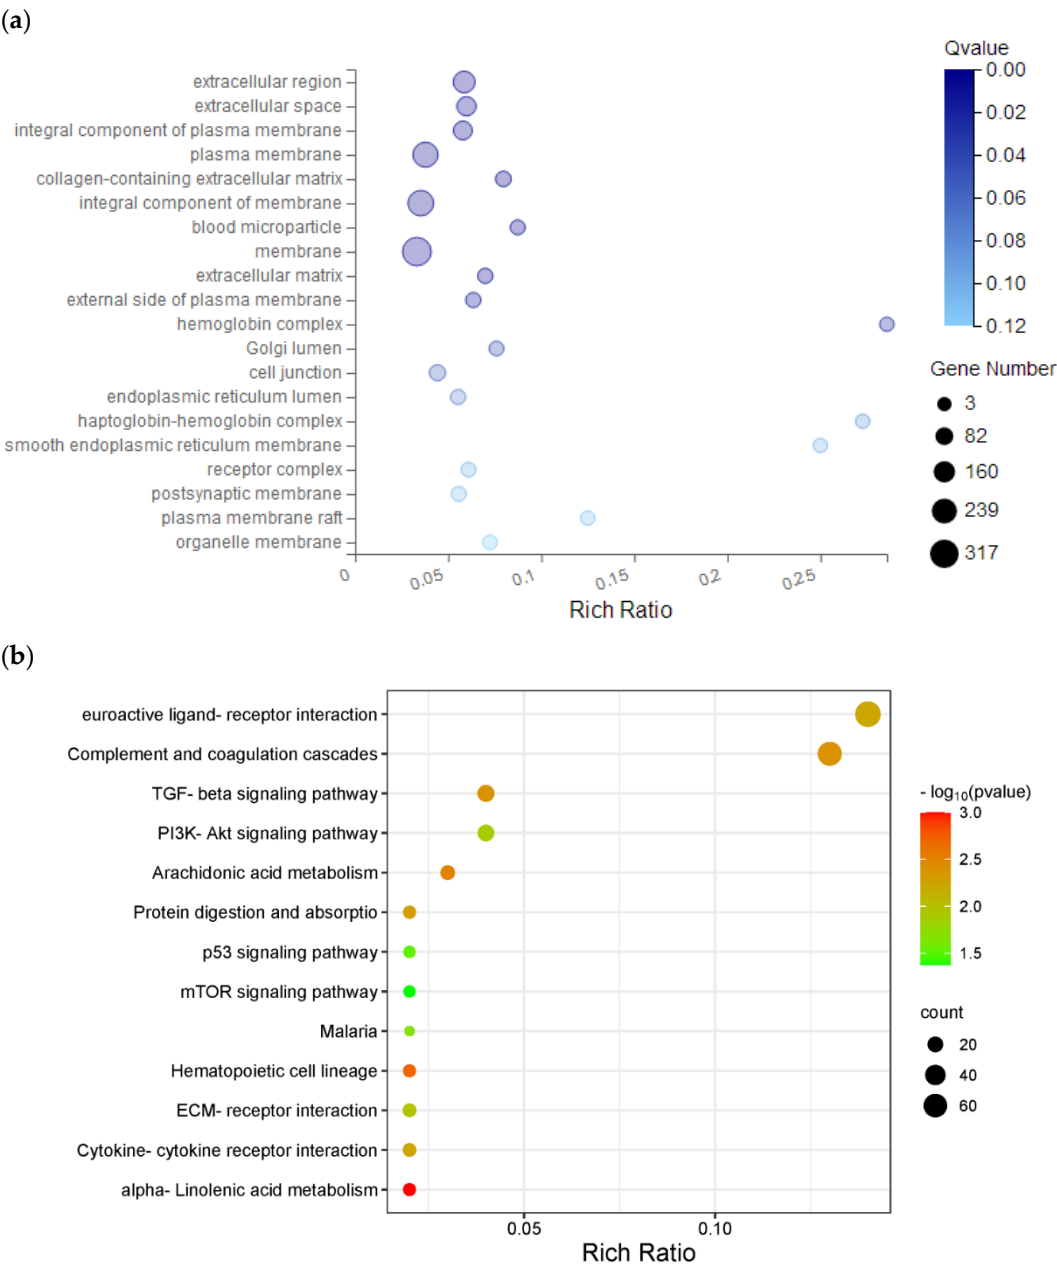 (a)
Qvalue
0.00
0.02
0.04
0.06
0.08
0.10
0.12
extracellular region
extracellular space
integral component of plasma membrane
plasma membrane
collagen-containing extracellular matrix
integral component of membrane
blood microparticle
membrane
extracellular matrix
external side of plasma membrane
hemoglobin complex
Golgi lumen
cell junction
endoplasmic reticulum lumen
haptoglobin-hemoglobin complex
smooth endoplasmic reticulum membrane
receptor complex
postsynaptic membrane
plasma membrane raft
organelle membrane
Gene Number
3
82
160
239
317
0 0.05 0.1 0.15 0.2 0.25
Rich Ratio
(b)
euroactive ligand- receptor interaction
Complement and coagulation cascades
TGF- beta signaling pathway
PI3K- Akt signaling pathway
Arachidonic acid metabolism
Protein digestion and absorptio
p53 signaling pathway
mTOR signaling pathway
Malaria
Hematopoietic cell lineage
ECM- receptor interaction
Cytokine- cytokine receptor interaction
alpha- Linolenic acid metabolism
- log10(pvalue)
3.0
2.5
2.0
1.5
count
20
40
60
0.05 0.10
Rich Ratio